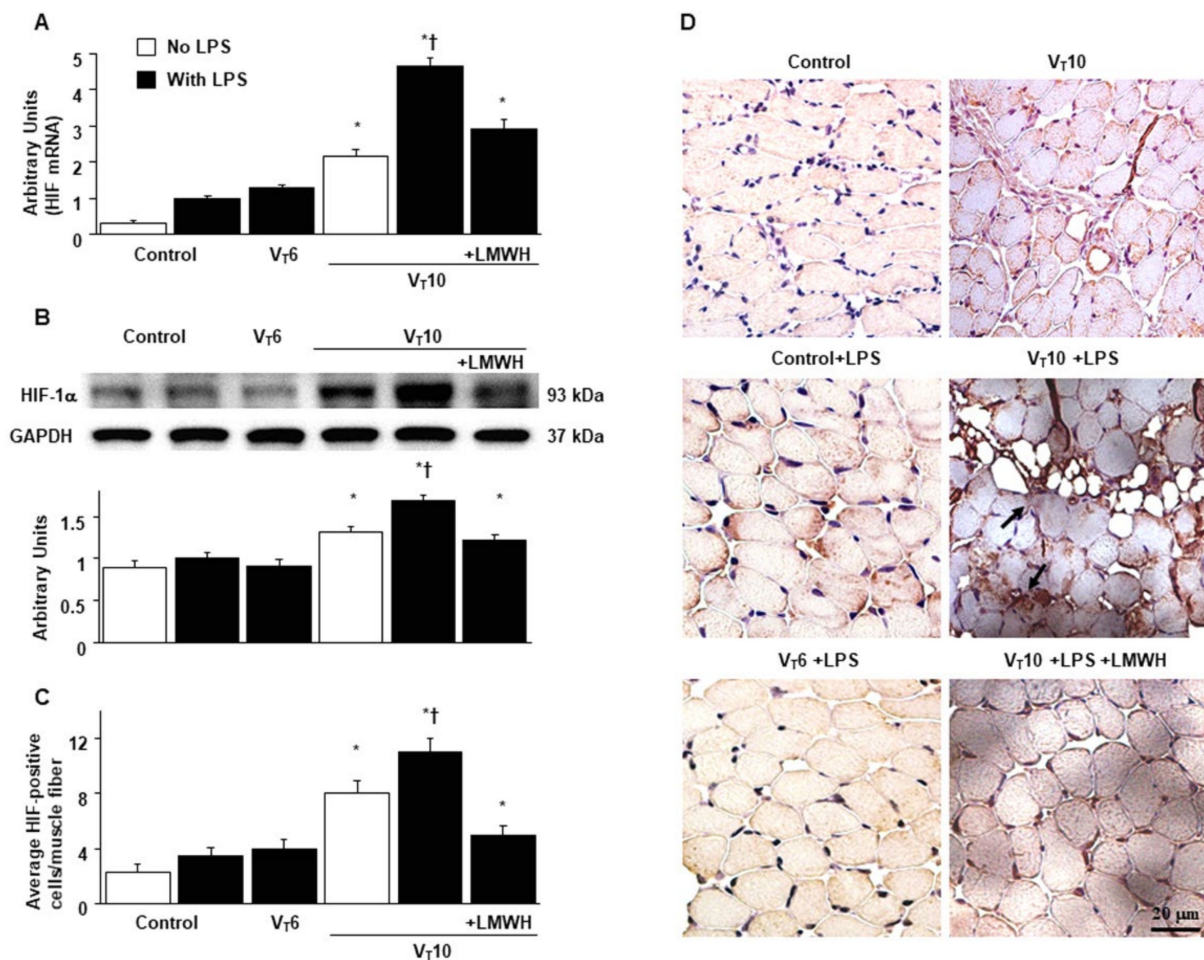 A
No LPS
With LPS
Arbitrary Units
(HIF mRNA)
5
4
3
2
1
0
*
*†
*
Control
VT6
+LMWH
VT10
B
Control
VT6
VT10
+LMWH
HIF-1α
93 kDa
GAPDH
37 kDa
Arbitrary Units
1.5
1
0.5
0
*
*†
*
C
Average HIF-positive
cells/muscle fiber
12
8
4
0
*
*†
*
Control
VT6
+LMWH
VT10
D
Control
VT10
Control+LPS
VT10 +LPS
VT6 +LPS
VT10 +LPS +LMWH
20 µm